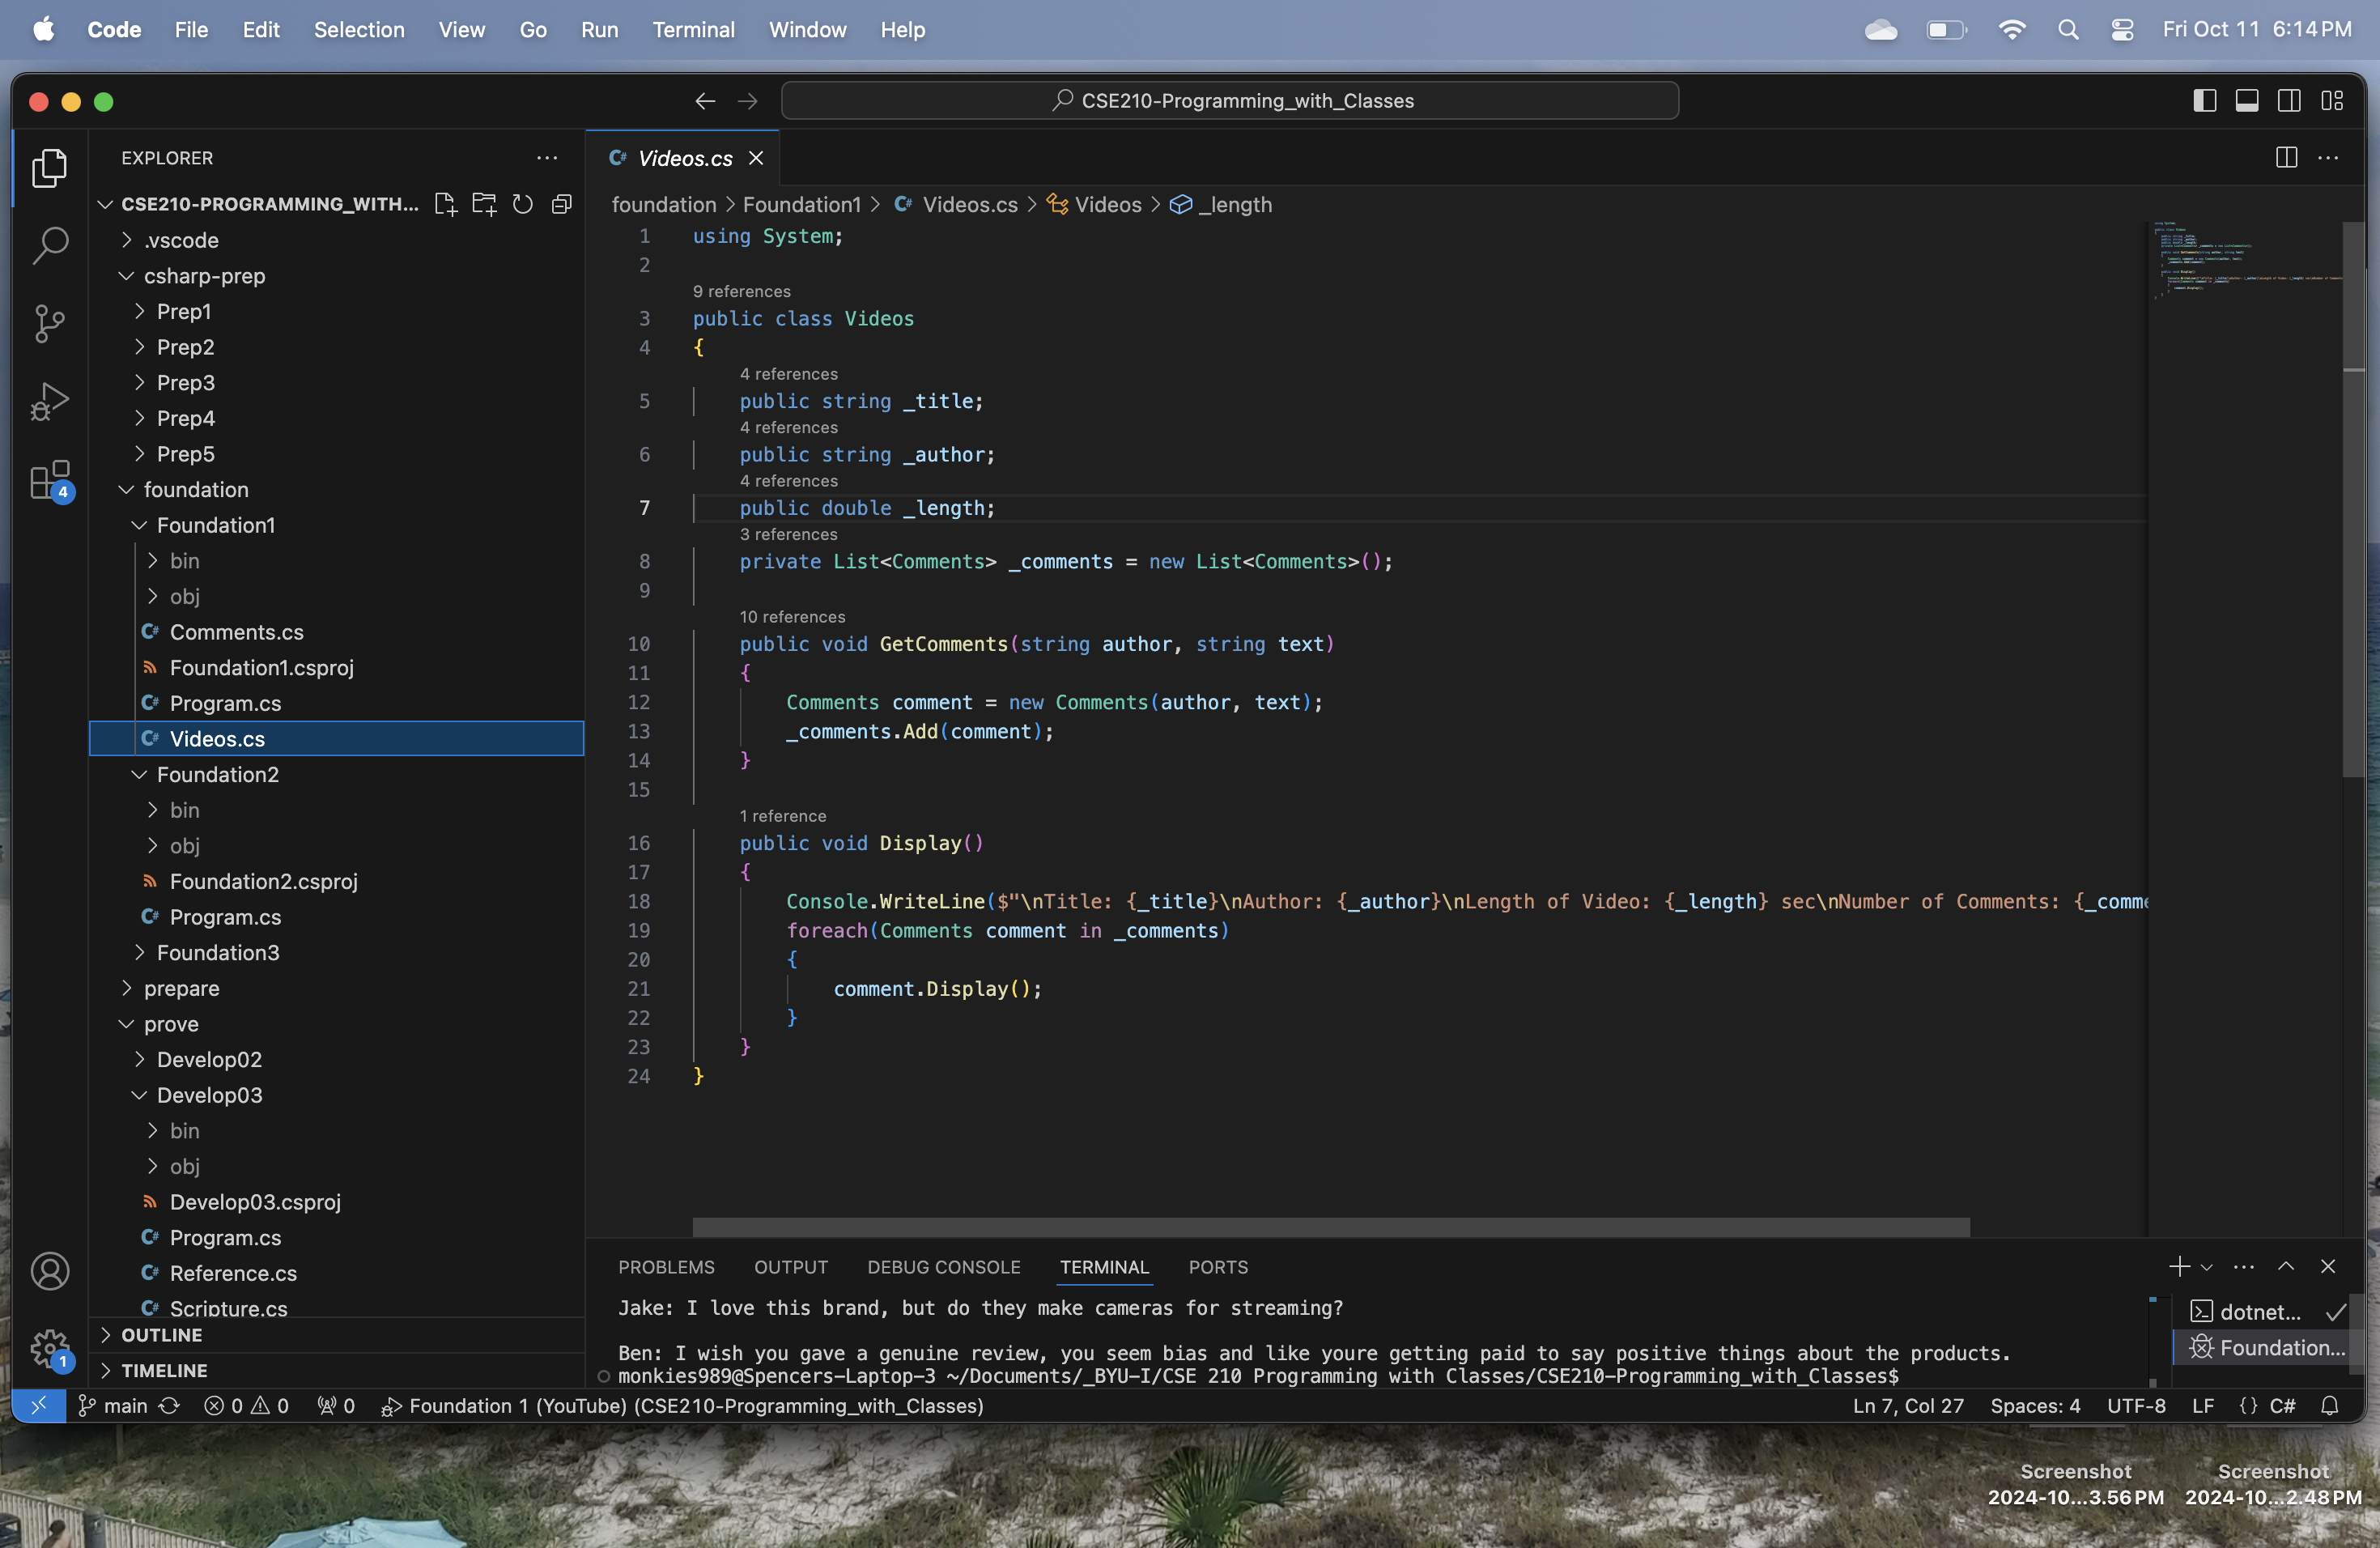 Code File Edit Selection View Go Run Terminal Window Help Fri Oct 11 6:14 PM
CSE210-Programming_with_Classes
EXPLORER
CSE210-PROGRAMMING_WITH...
.vscode
csharp-prep
Prep1
Prep2
Prep3
Prep4
Prep5
foundation
Foundation1
bin
obj
Comments.cs
Foundation1.csproj
Program.cs
Videos.cs
Foundation2
bin
obj
Foundation2.csproj
Program.cs
Foundation3
prepare
prove
Develop02
Develop03
bin
obj
Develop03.csproj
Program.cs
Reference.cs
Scripture.cs
OUTLINE
TIMELINE
4
1
Videos.cs
foundation > Foundation1 > Videos.cs > Videos > _length
1 using System;
2
9 references
3 public class Videos
4 {
4 references
5 public string _title;
4 references
6 public string _author;
4 references
7 public double _length;
3 references
8 private List<Comments> _comments = new List<Comments>();
9
10 references
10 public void GetComments(string author, string text)
11 {
12 Comments comment = new Comments(author, text);
13 _comments.Add(comment);
14 }
15
1 reference
16 public void Display()
17 {
18 Console.WriteLine($"\nTitle: {_title}\nAuthor: {_author}\nLength of Video: {_length} sec\nNumber of Comments: {_comme
19 foreach(Comments comment in _comments)
20 {
21 comment.Display();
22 }
23 }
24 }
PROBLEMS OUTPUT DEBUG CONSOLE TERMINAL PORTS
Jake: I love this brand, but do they make cameras for streaming?
Ben: I wish you gave a genuine review, you seem bias and like youre getting paid to say positive things about the products.
monkies989@Spencers-Laptop-3 ~/Documents/_BYU-I/CSE 210 Programming with Classes/CSE210-Programming_with_Classes$
dotnet...
Foundation...
main 0 0 0 Foundation 1 (YouTube) (CSE210-Programming_with_Classes) Ln 7, Col 27 Spaces: 4 UTF-8 LF {} C#
Screenshot
2024-10...3.56 PM
Screenshot
2024-10...2.48 PM